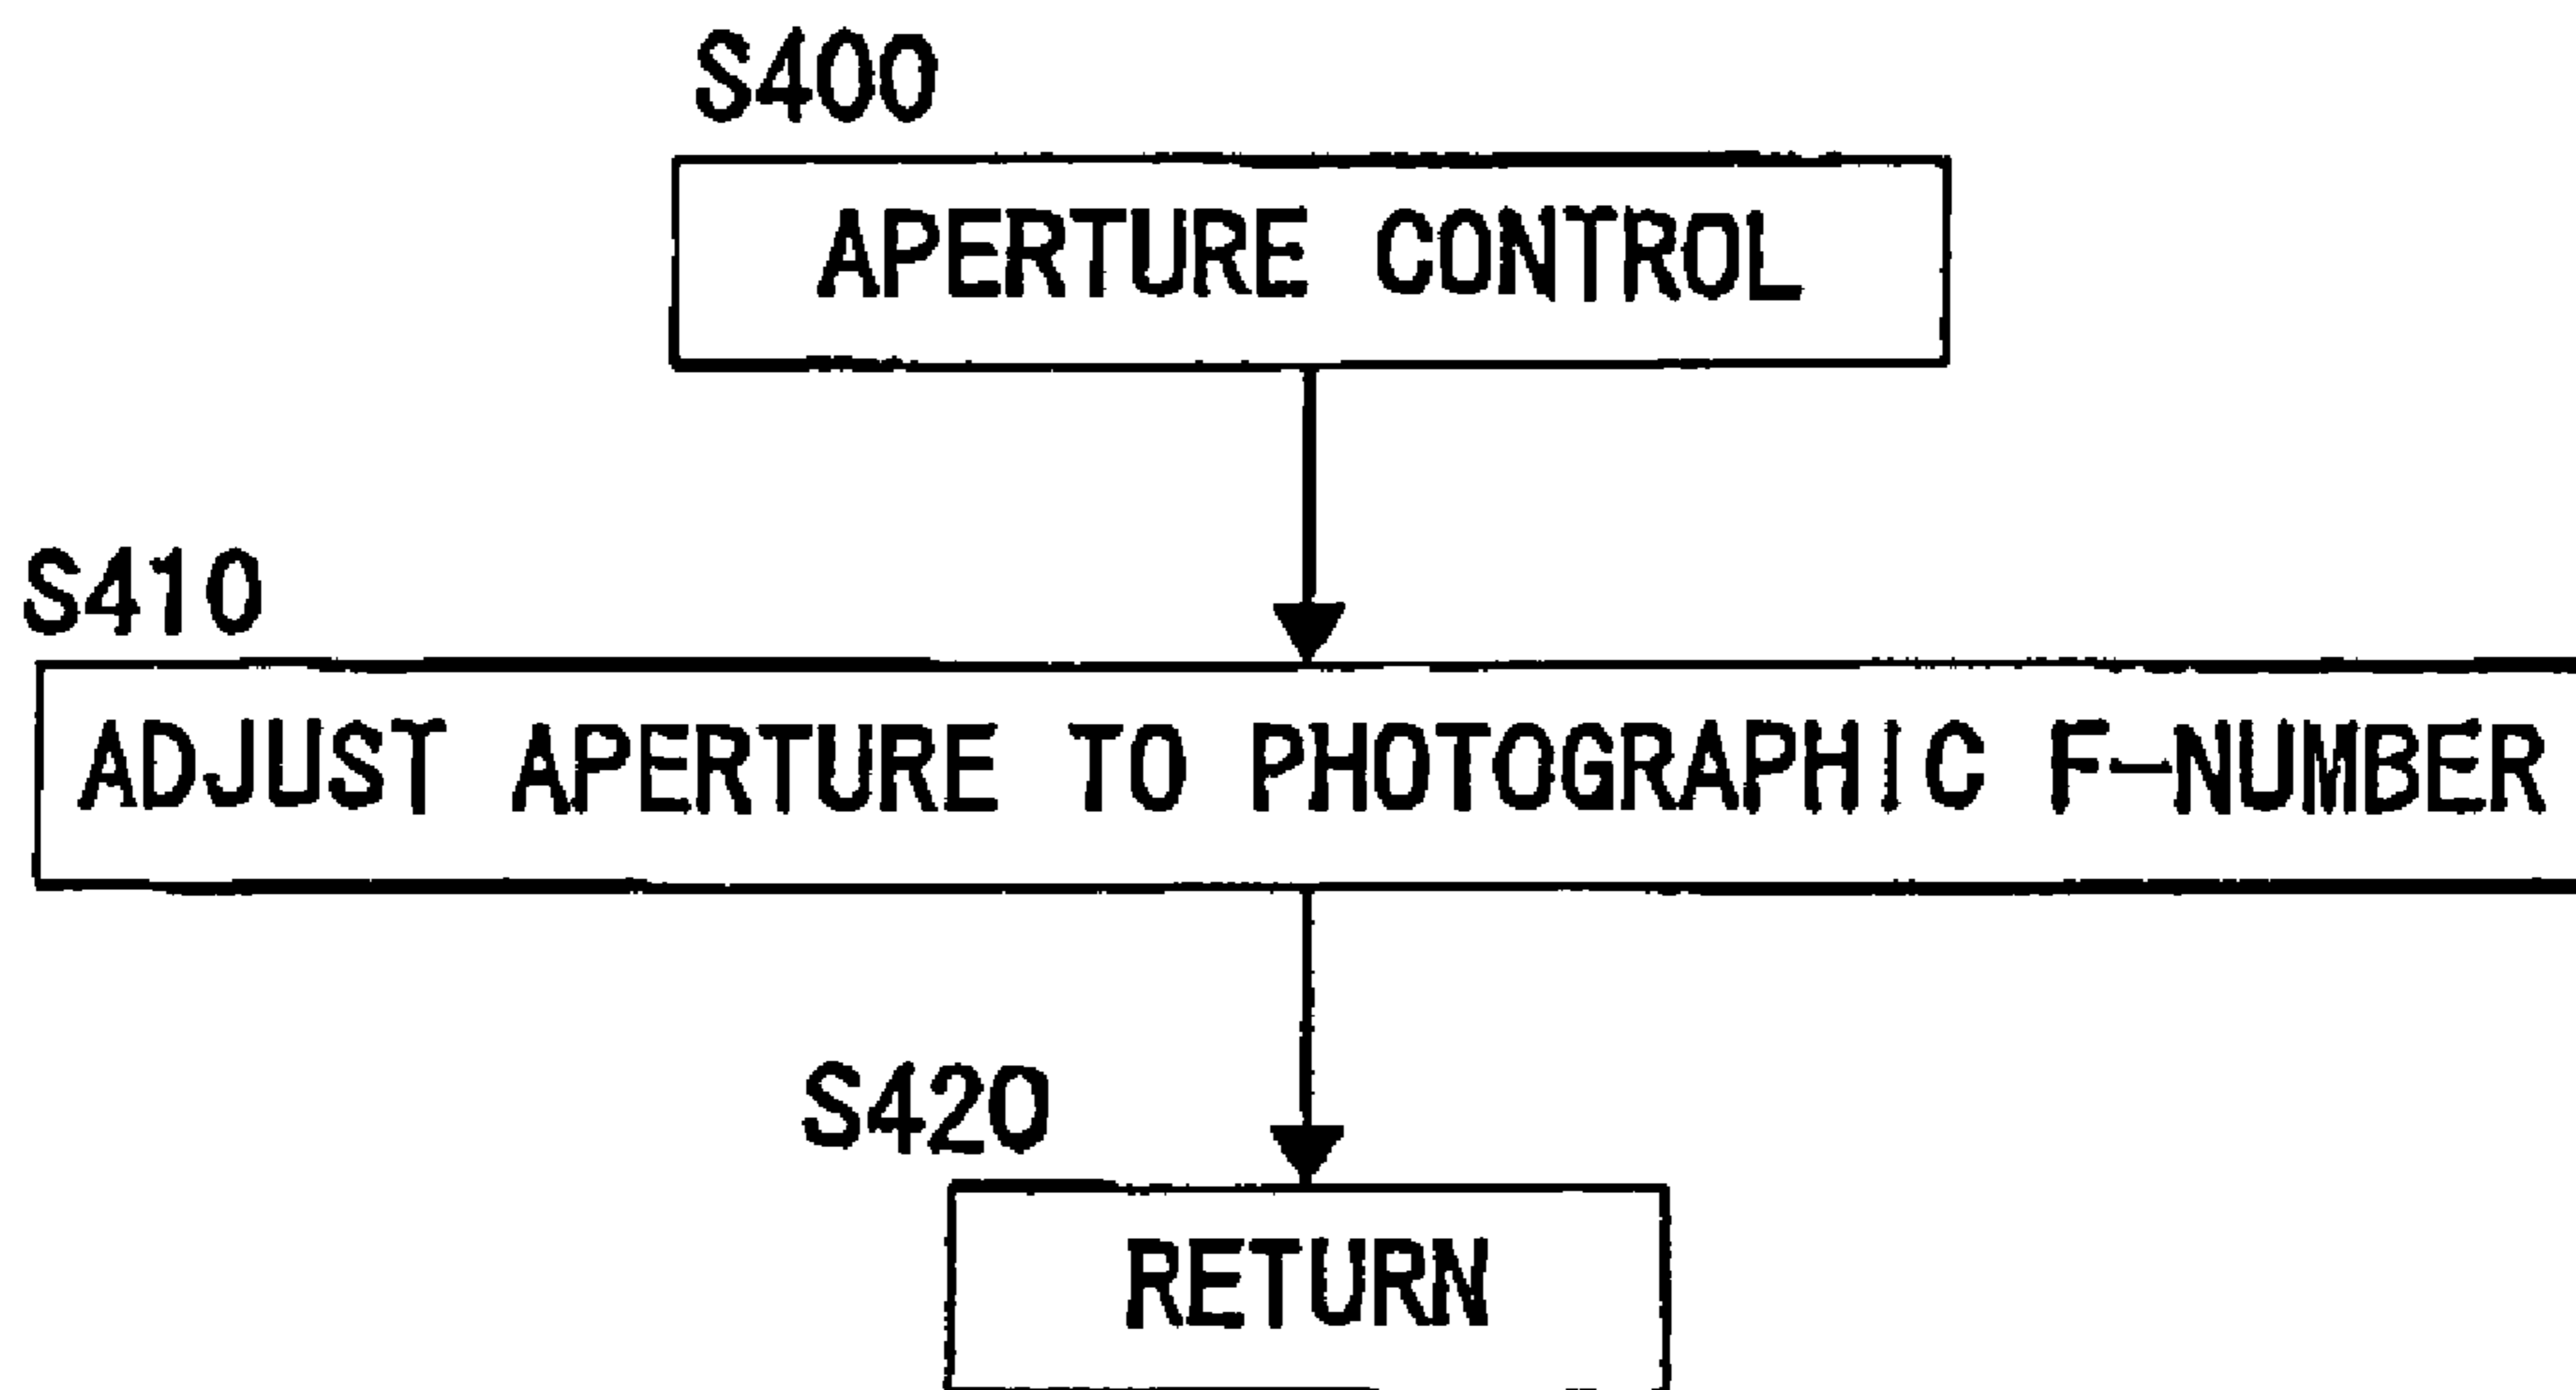 S400
APERTURE CONTROL
S410
ADJUST APERTURE TO PHOTOGRAPHIC F-NUMBER
S420
RETURN